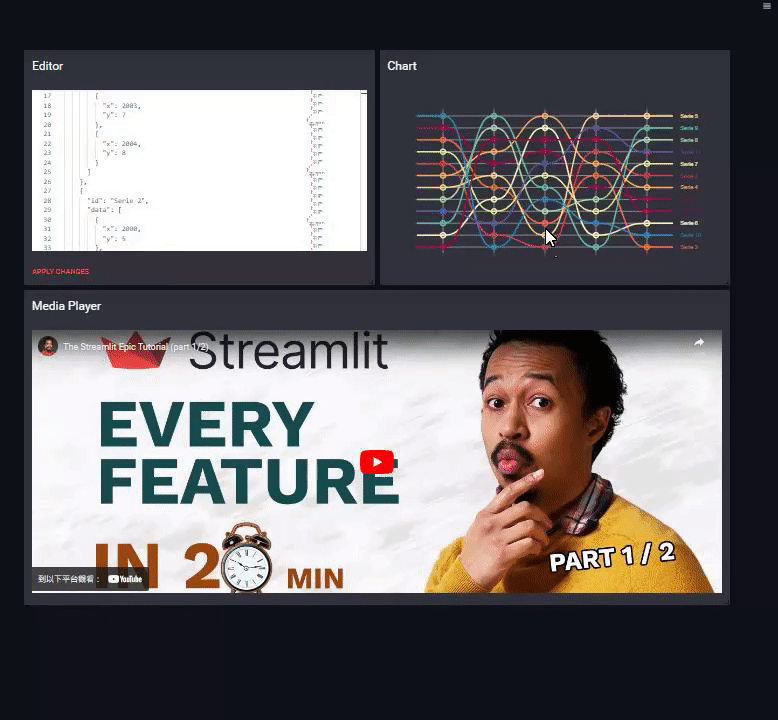 Editor
17 {
18 "x": 2003,
19 "y": 7
20 },
21 {
22 "x": 2004,
23 "y": 8
24 }
25 ]
26 },
27 {
28 "id": "Serie 2",
29 "data": [
30 {
31 "x": 2000,
32 "y": 5
33 },
APPLY CHANGES
Chart
Serie 5
Serie 9
Serie 8
Serie 7
Serie 4
Serie 6
Serie 10
Serie 3
Media Player
The Streamlit Epic Tutorial (part 1/2)
Streamlit
EVERY
FEATURE
IN 2
MIN
PART 1 / 2
到以下平台觀看：
YouTube